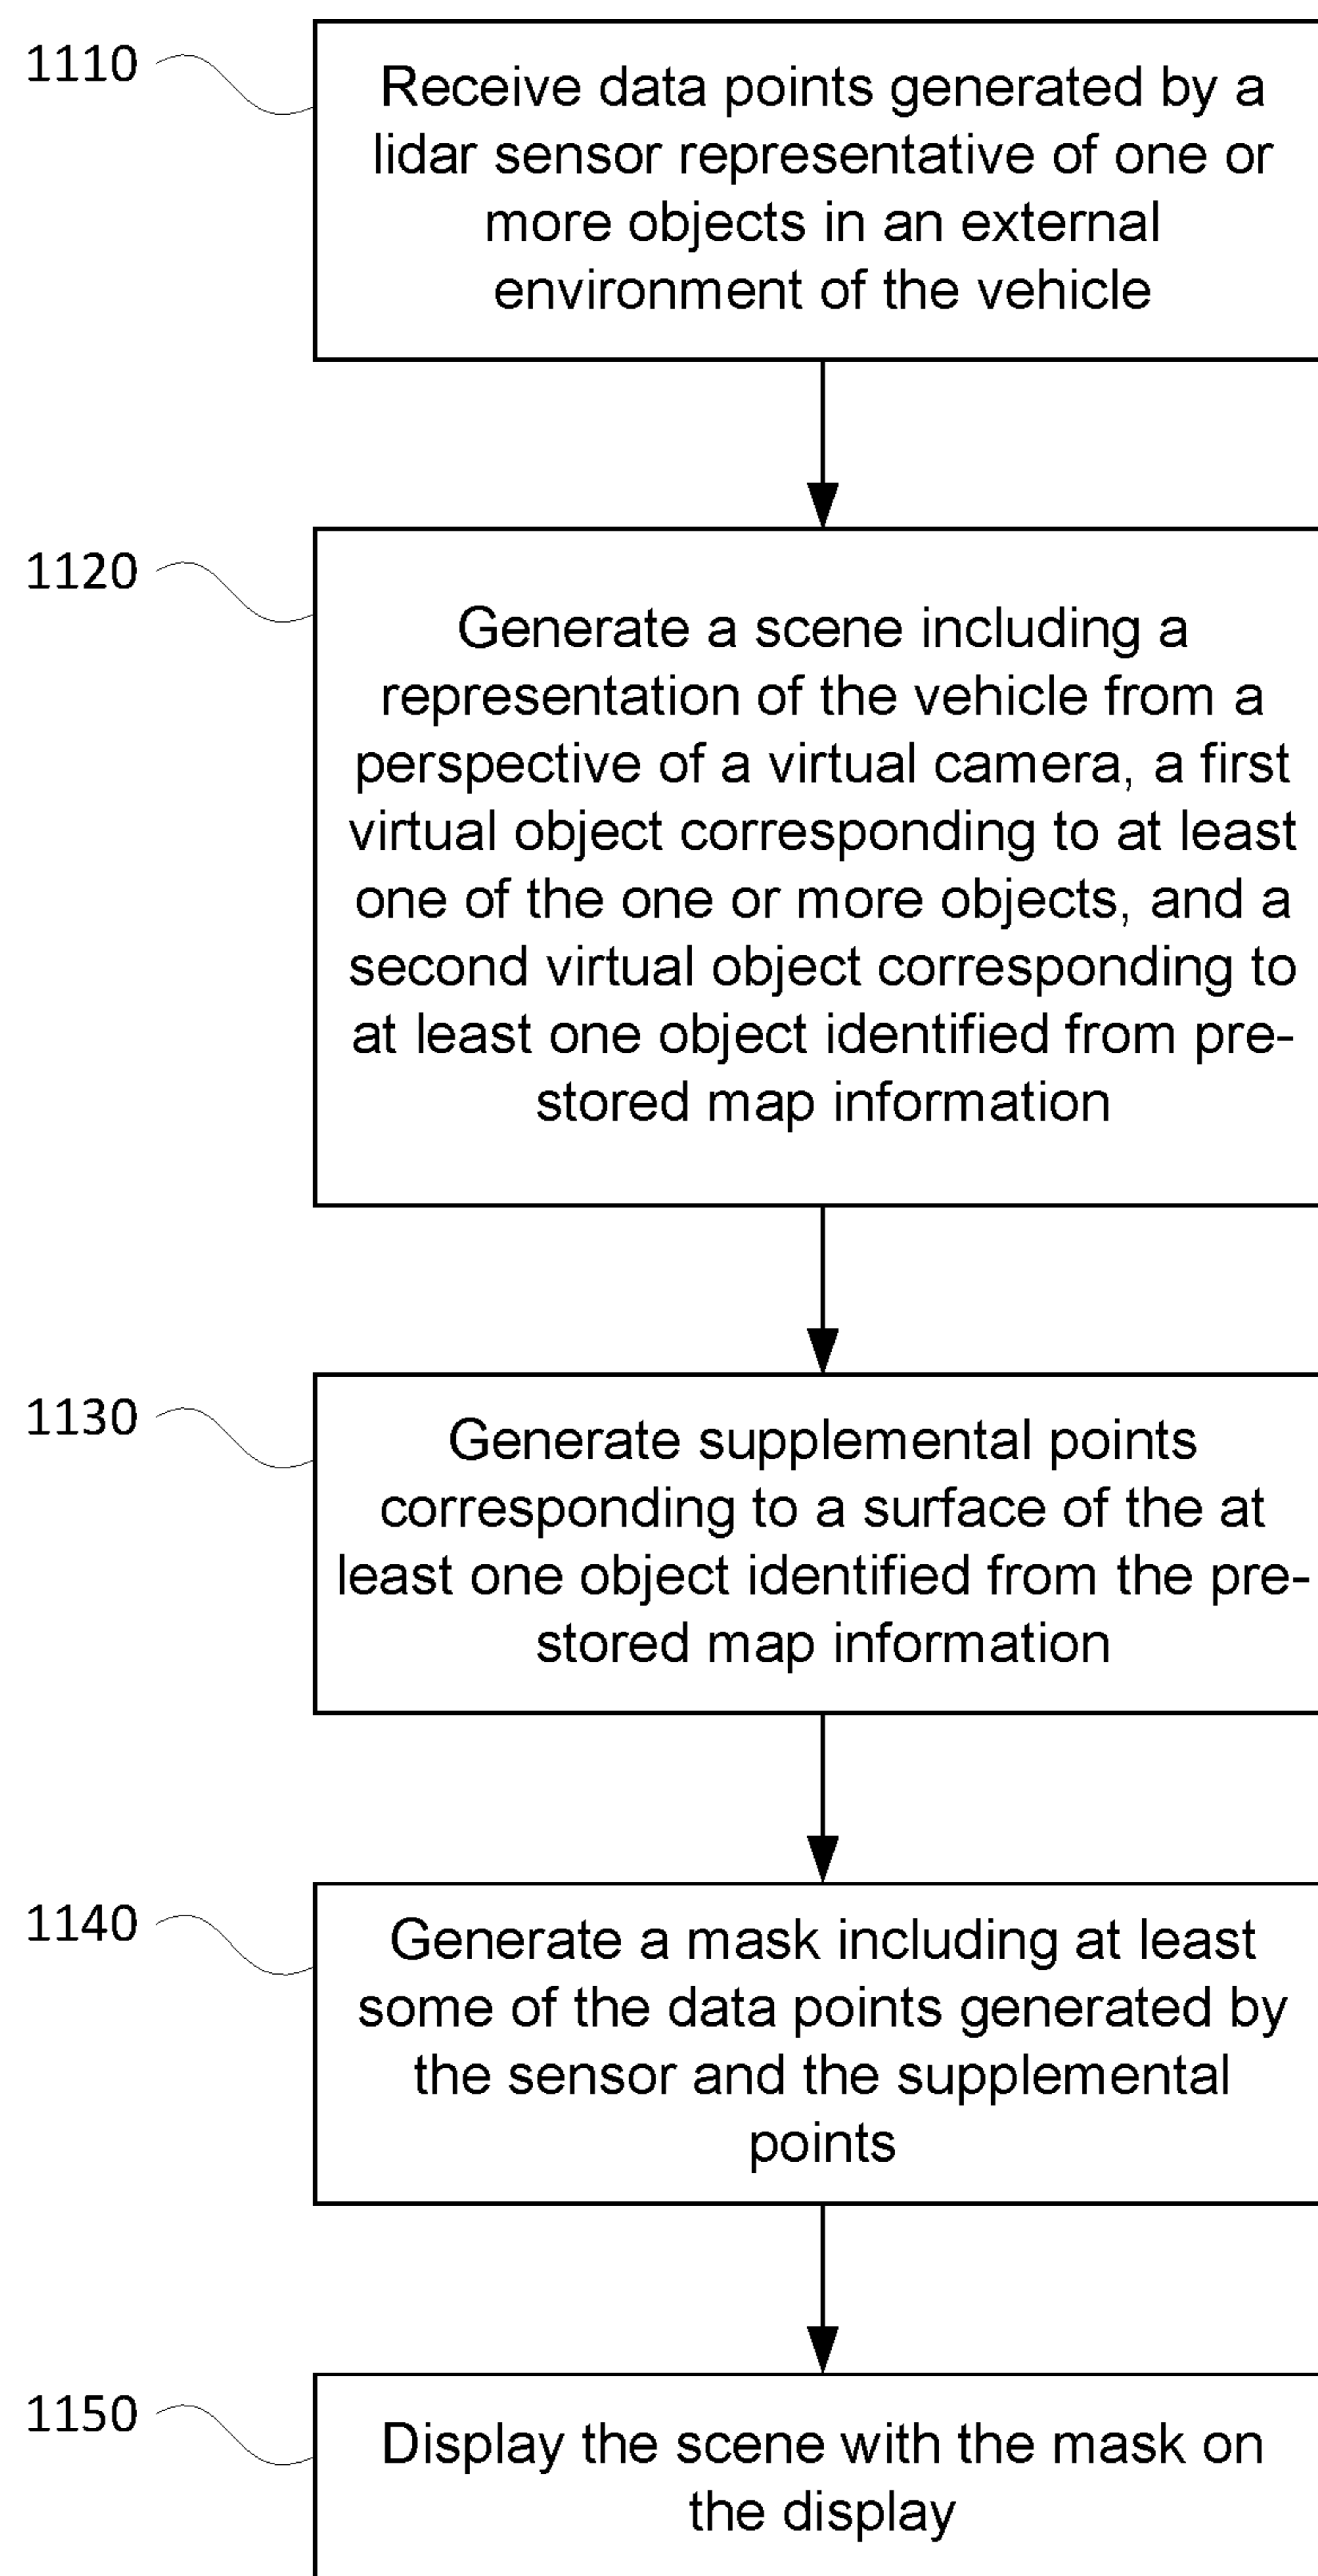 1110
Receive data points generated by a
lidar sensor representative of one or
more objects in an external
environment of the vehicle
1120
Generate a scene including a
representation of the vehicle from a
perspective of a virtual camera, a first
virtual object corresponding to at least
one of the one or more objects, and a
second virtual object corresponding to
at least one object identified from pre-
stored map information
1130
Generate supplemental points
corresponding to a surface of the at
least one object identified from the pre-
stored map information
1140
Generate a mask including at least
some of the data points generated by
the sensor and the supplemental
points
1150
Display the scene with the mask on
the display